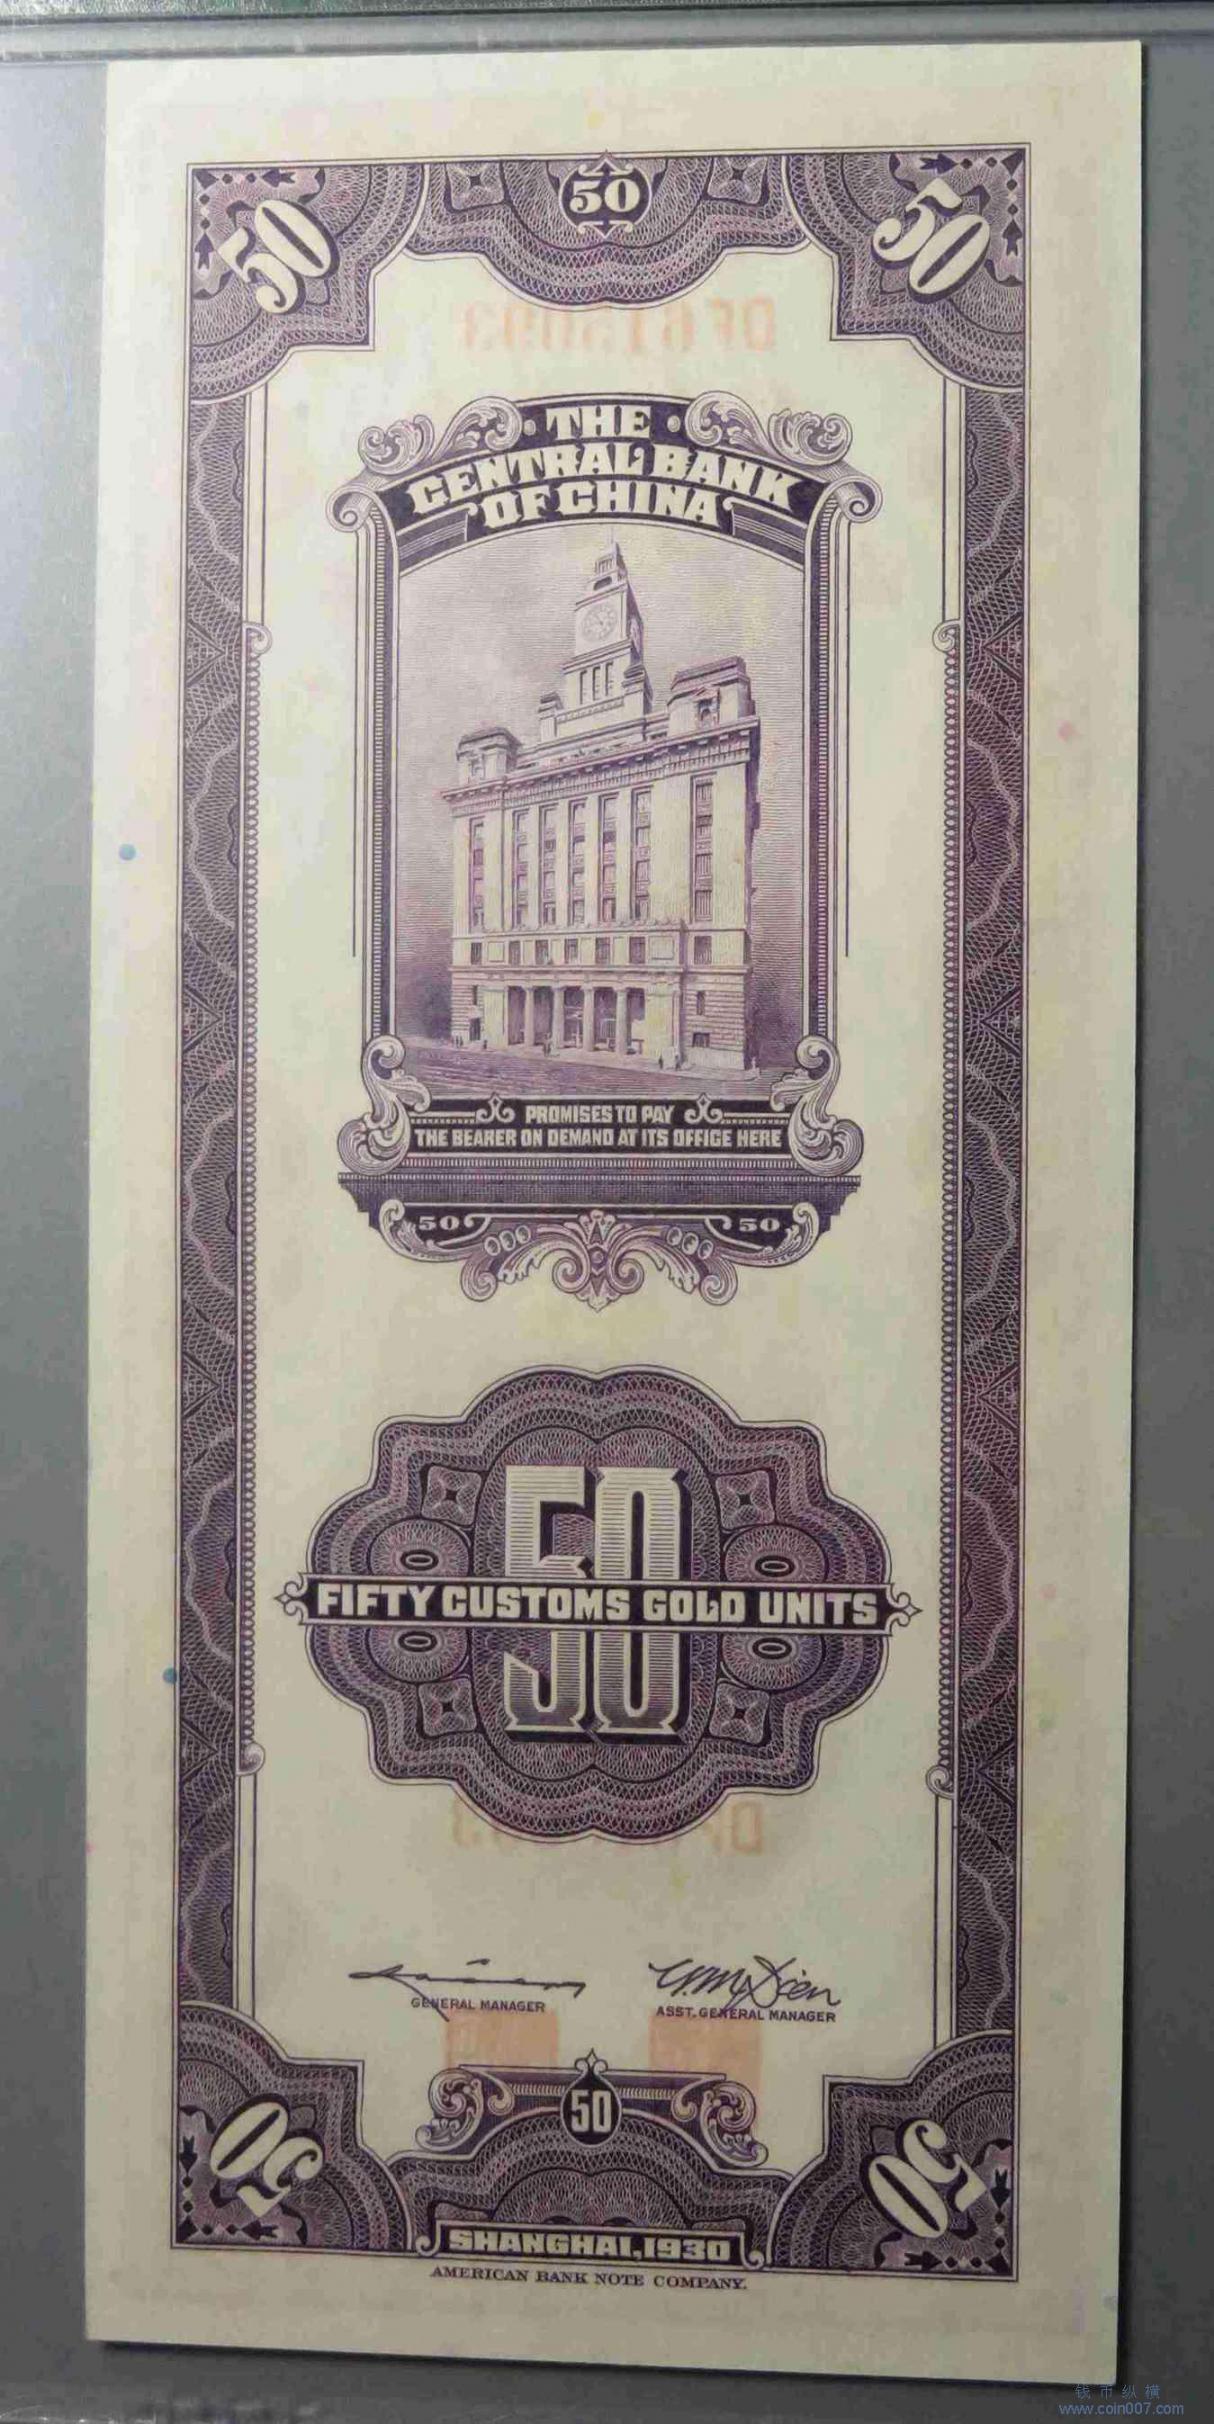 50 50 50
THE
CENTRAL BANK
OF CHINA
PROMISES TO PAY
THE BEARER ON DEMAND AT ITS OFFICE HERE
50 50
50
FIFTY CUSTOMS GOLD UNITS
GENERAL MANAGER
ASST. GENERAL MANAGER
50
50 50
SHANGHAI, 1930
AMERICAN BANK NOTE COMPANY.
钱币纵横
www.coin007.com